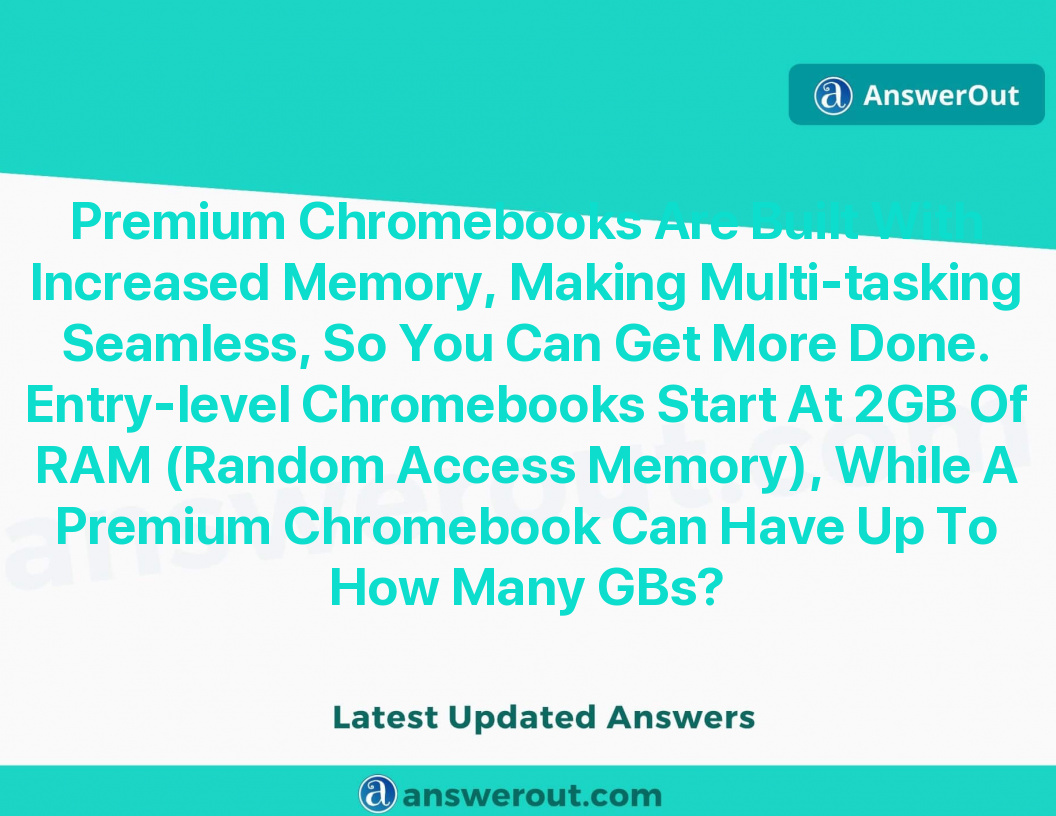 AnswerOut
Premium Chromebooks Are Built With
Increased Memory, Making Multi-tasking
Seamless, So You Can Get More Done.
Entry-level Chromebooks Start At 2GB Of
RAM (Random Access Memory), While A
Premium Chromebook Can Have Up To
How Many GBs?
answerout.com
Latest Updated Answers
answerout.com